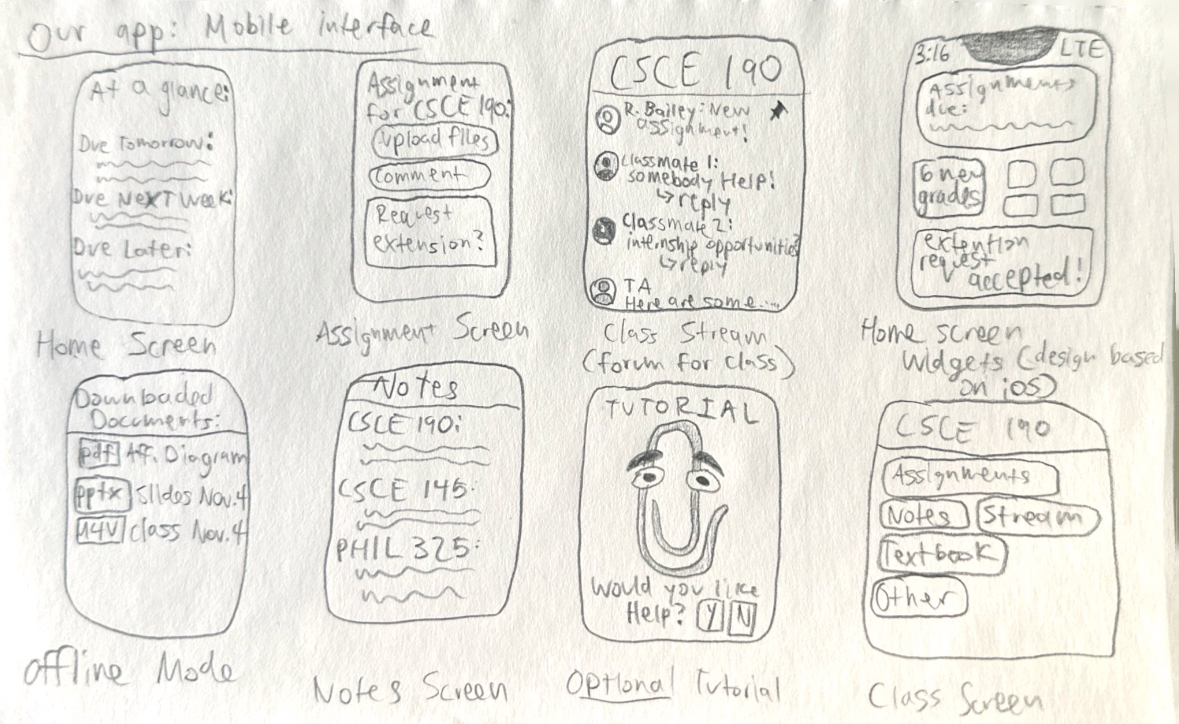 Our app: Mobile interface
At a glance:
Due Tomorrow:
Due NEXT Week:
Due Later:
Home Screen
Assignment
for CSCE 190:
Upload files
Comment
Request
extension?
Assignment Screen
CSCE 190
R. Bailey: New
assignment!
Classmate 1:
somebody Help!
↳reply
Classmate 2:
internship opportunities?
↳reply
TA
Here are some....
Class Stream
(forum for class)
3:16 LTE
Assignments
due:
6 new
grades
extention
request
accepted!
Home screen
Widgets (design based
on ios)
Downloaded
Documents:
pdf Aff. Diagram
pptx Slides Nov. 4
M4V class Nov. 4
Offline Mode
Notes
CSCE 190:
CSCE 145:
PHIL 325:
Notes Screen
TUTORIAL
Would you like
Help? Y N
Optional Tutorial
CSCE 190
Assignments
Notes Stream
Textbook
Other
Class Screen